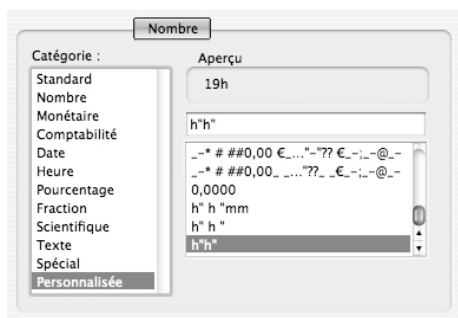 Nombre
Catégorie :
Standard
Nombre
Monétaire
Comptabilité
Date
Heure
Pourcentage
Fraction
Scientifique
Texte
Spécial
Personnalisée
Aperçu
19h
h"h"
_-* # ##0,00 €_..."-"?? €_-;_-@_-
_-* # ##0,00_ _..."??_ _€_-;_-@_-
0,0000
h" h "mm
h" h "
h"h"